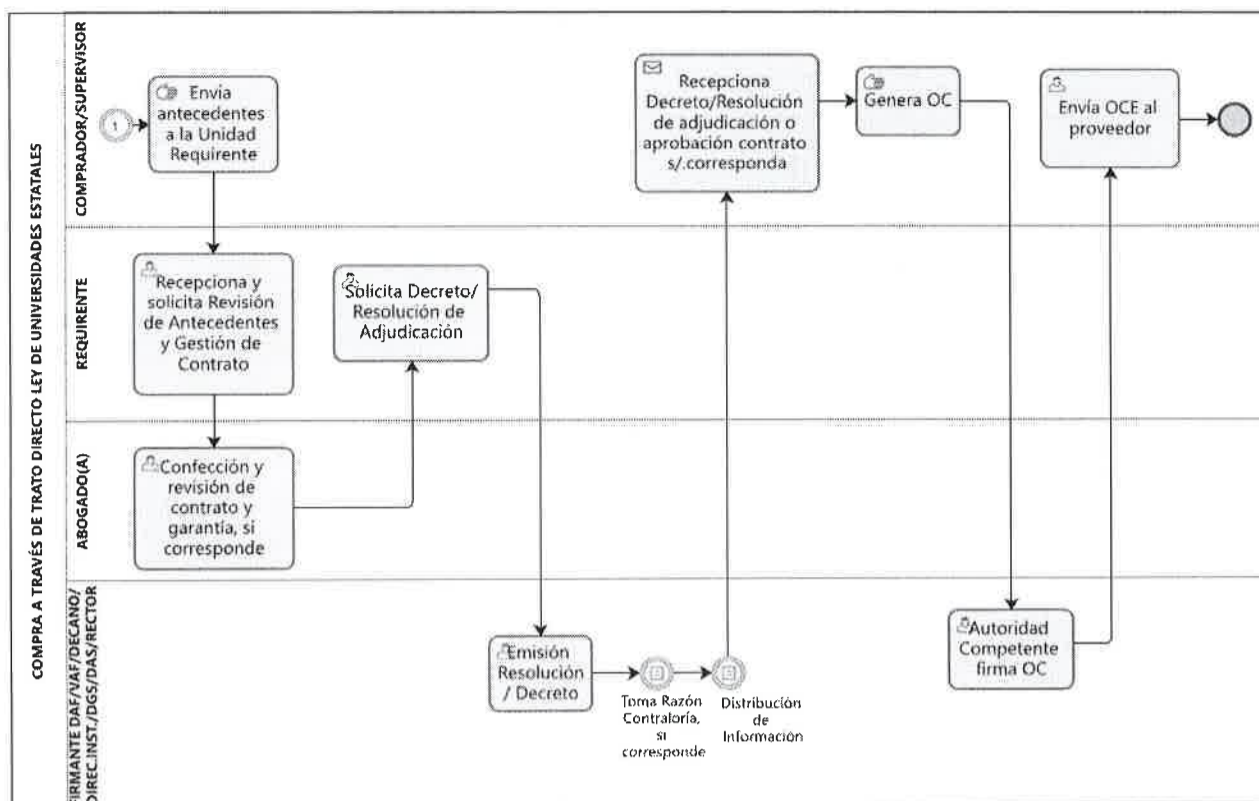 COMPRA A TRAVÉS DE TRATO DIRECTO LEY DE UNIVERSIDADES ESTATALES
COMPRADOR/SUPERVISOR
1
Envía
antecedentes
a la Unidad
Requirente
Recepciona
Decreto/Resolución
de adjudicación o
aprobación contrato
s/.corresponda
Genera OC
Envía OCE al
proveedor
REQUIRENTE
Recepciona y
solicita Revisión
de Antecedentes
y Gestión de
Contrato
Solicita Decreto/
Resolución de
Adjudicación
ABOGADO(A)
Confección y
revisión de
contrato y
garantía, si
corresponde
FIRMANTE DAF/VAF/DECANO/
DIREC.INST./DGS/DAS/RECTOR
Emisión
Resolución
/ Decreto
Toma Razón
Contraloría,
si
corresponde
Distribución
de
Información
Autoridad
Competente
firma OC